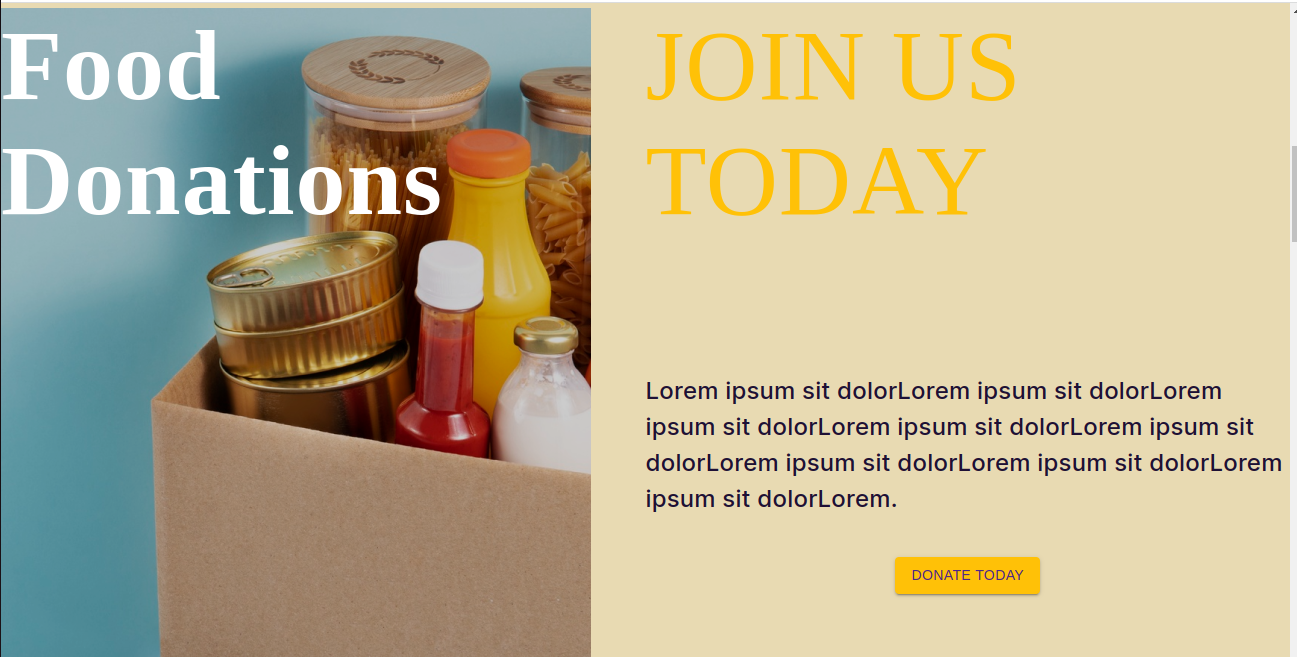 Food
Donations
JOIN US
TODAY
Lorem ipsum sit dolorLorem ipsum sit dolorLorem
ipsum sit dolorLorem ipsum sit dolorLorem ipsum sit
dolorLorem ipsum sit dolorLorem ipsum sit dolorLorem
ipsum sit dolorLorem.
DONATE TODAY